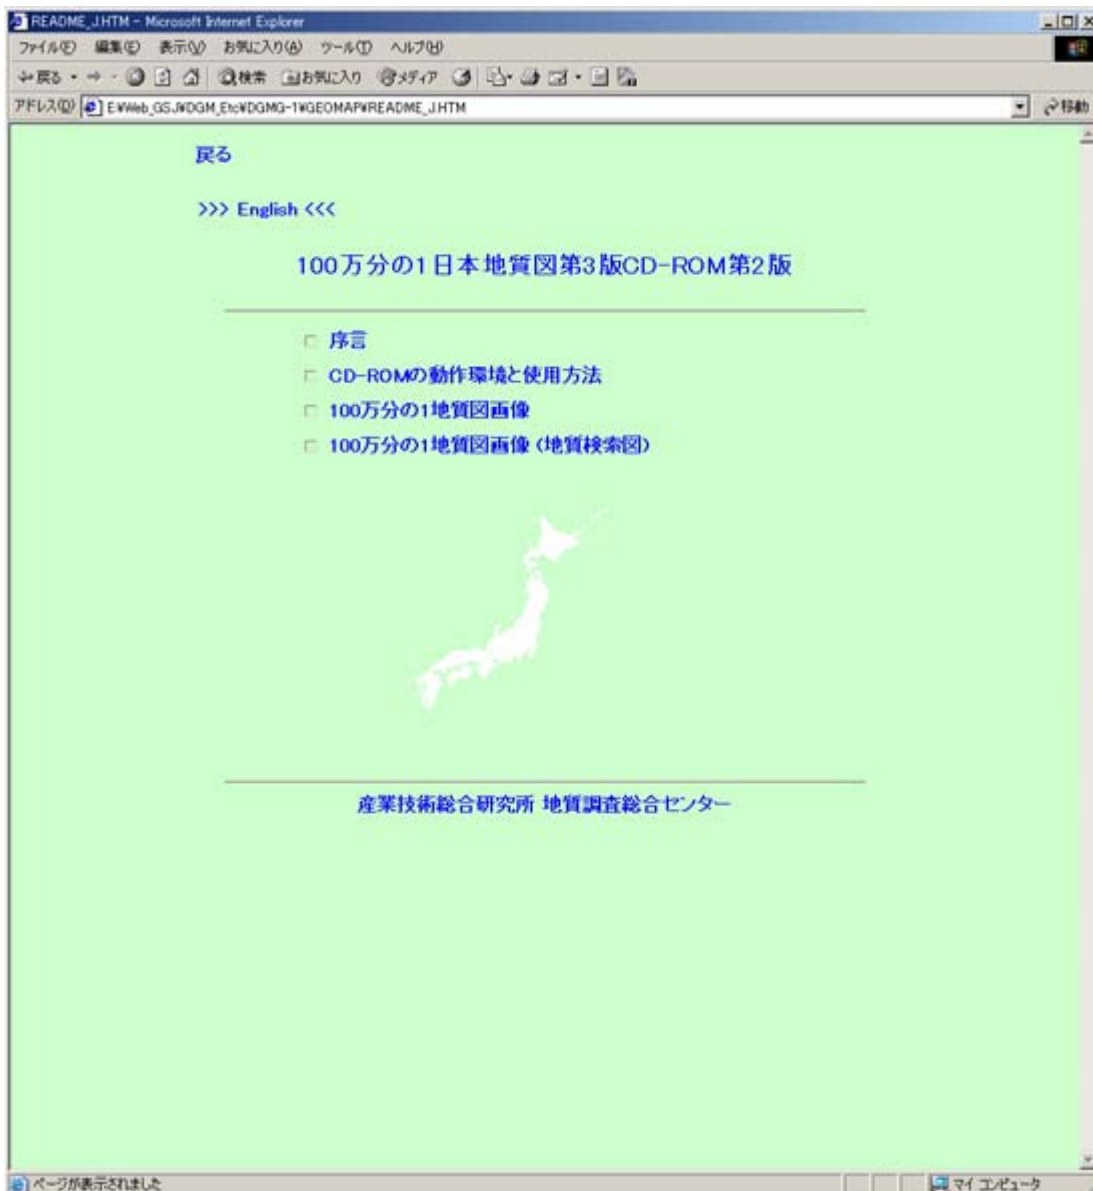 README_J.HTM - Microsoft Internet Explorer
ファイル(F) 編集(E) 表示(V) お気に入り(A) ツール(T) ヘルプ(H)
戻る 検索 お気に入り メディア
アドレス(D) E:¥Web_GSJ¥DGM_Etc¥DGMG-1¥GEOMAP¥README_J.HTM 移動
戻る
>>> English <<<
100万分の1日本地質図第3版CD-ROM第2版
序言
CD-ROMの動作環境と使用方法
100万分の1地質図画像
100万分の1地質図画像（地質検索図）
産業技術総合研究所 地質調査総合センター
ページが表示されました マイ コンピュータ